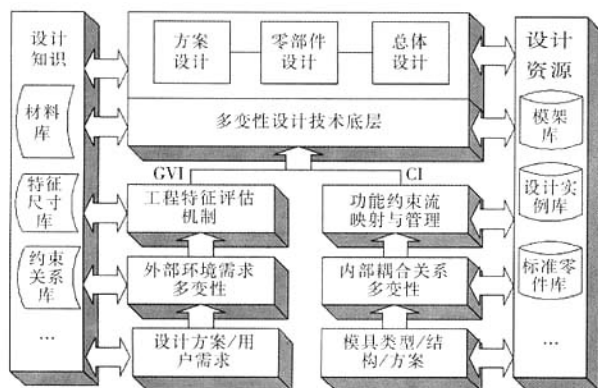 设计
知识
材料
库
特征
尺寸
库
约束
关系
库
…
方案
设计
零部件
设计
总体
设计
多变性设计技术底层
GVI
CI
工程特征评估
机制
功能约束流
映射与管理
外部环境需求
多变性
内部耦合关系
多变性
设计方案/用
户需求
模具类型/结
构/方案
设计
资源
模架
库
设计实
例库
标准零
件库
…